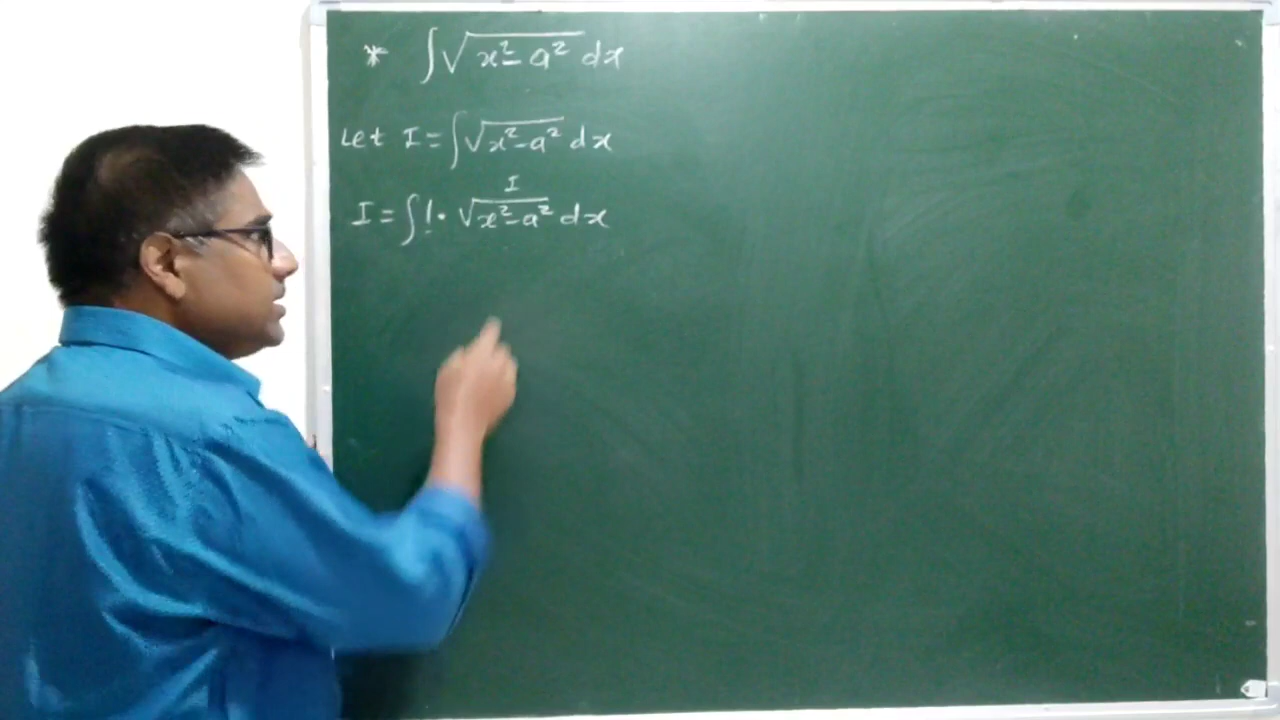 * ∫√x²-a² dx
Let I = ∫√x²-a² dx
I
I = ∫1· √x²-a² dx